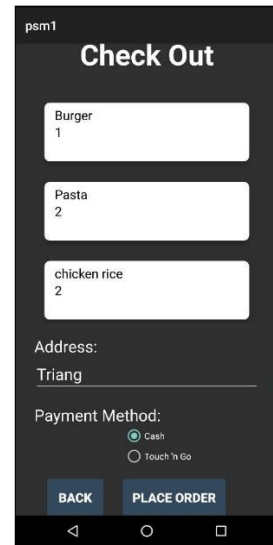 psm1
Check Out
Burger
1
Pasta
2
chicken rice
2
Address:
Triang
Payment Method:
Cash
Touch 'n Go
BACK PLACE ORDER